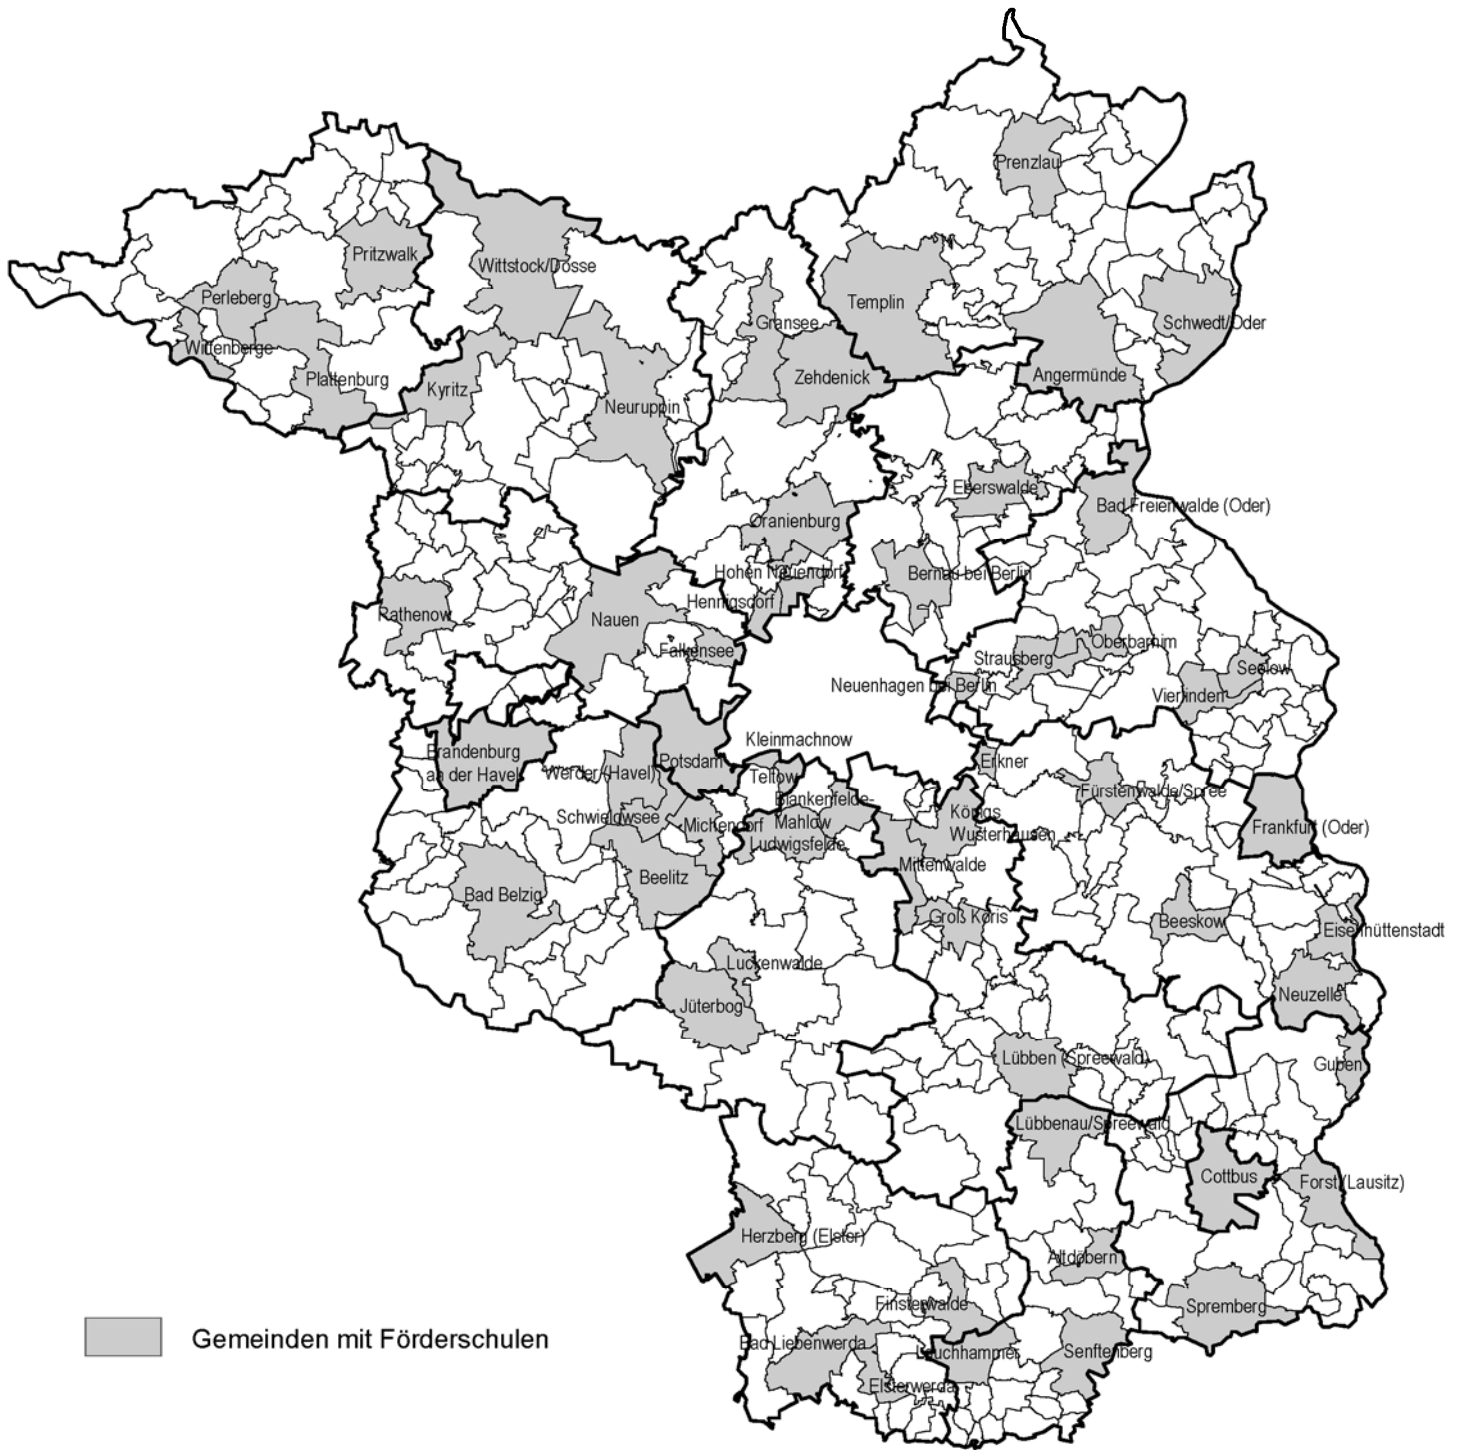 Prenzlau
Pritzwalk
Wittstock/Dosse
Perleberg
Templin
Gransee
Schwedt/Oder
Wittenberge
Plattenburg
Kyritz
Zehdenick
Angermünde
Neuruppin
Eberswalde
Bad Freienwalde (Oder)
Oranienburg
Hohen Neuendorf
Bernau bei Berlin
Hennigsdorf
Rathenow
Nauen
Falkensee
Oberbarnim
Strausberg
Seelow
Neuenhagen bei Berlin
Vierlinden
Kleinmachnow
Brandenburg
an der Havel
Werder (Havel)
Potsdam
Teltow
Erkner
Fürstenwalde/Spree
Blankenfelde-
Mahlow
Schwielowsee
Michendorf
Ludwigsfelde
Königs
Wusterhausen
Frankfurt (Oder)
Mittenwalde
Bad Belzig
Beelitz
Groß Köris
Beeskow
Eisenhüttenstadt
Luckenwalde
Jüterbog
Neuzelle
Lübben (Spreewald)
Guben
Lübbenau/Spreewald
Cottbus
Forst (Lausitz)
Herzberg (Elster)
Altdöbern
Finsterwalde
Spremberg
Bad Liebenwerda
Lauchhammer
Senftenberg
Elsterwerda
Gemeinden mit Förderschulen